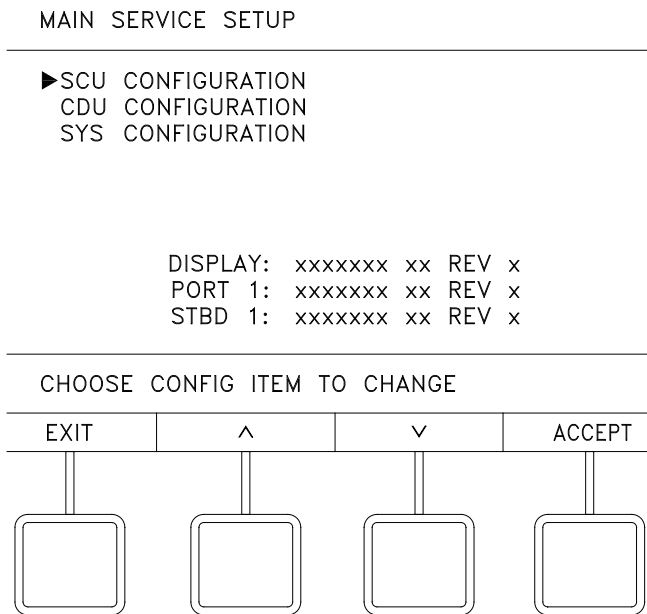 MAIN SERVICE SETUP
▶SCU CONFIGURATION
CDU CONFIGURATION
SYS CONFIGURATION
DISPLAY: xxxxxxx xx REV x
PORT 1: xxxxxxx xx REV x
STBD 1: xxxxxxx xx REV x
CHOOSE CONFIG ITEM TO CHANGE
EXIT ∧ ∨ ACCEPT